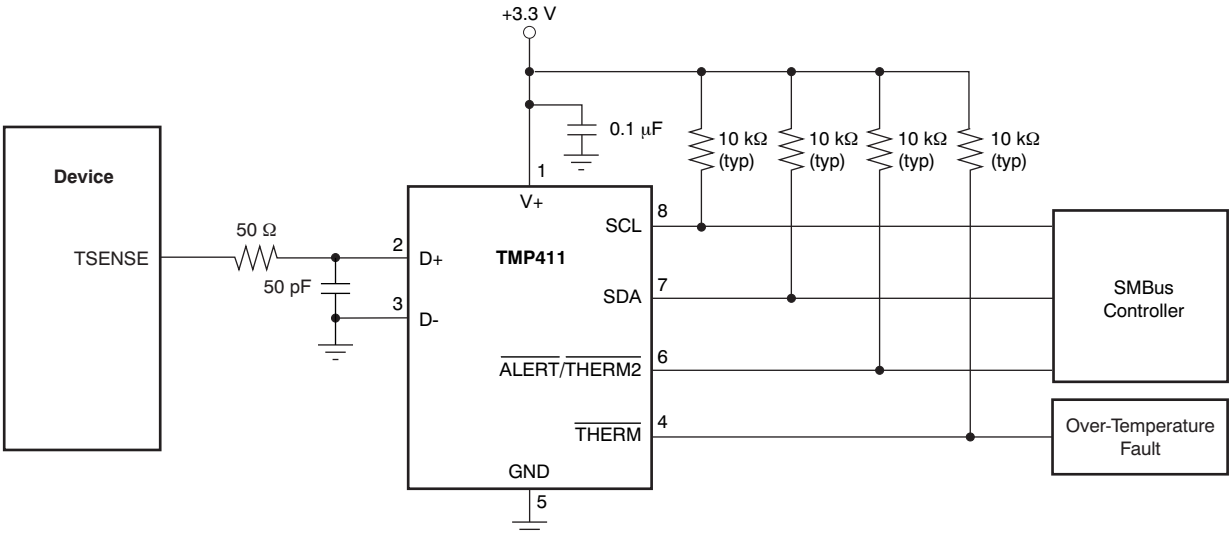 +3.3 V
0.1 μF
10 kΩ
(typ)
10 kΩ
(typ)
10 kΩ
(typ)
10 kΩ
(typ)
Device
TSENSE
50 Ω
50 pF
1
V+
2
D+
3
D-
TMP411
SCL
8
SDA
7
ALERT/THERM2
6
THERM
4
GND
5
SMBus
Controller
Over-Temperature
Fault